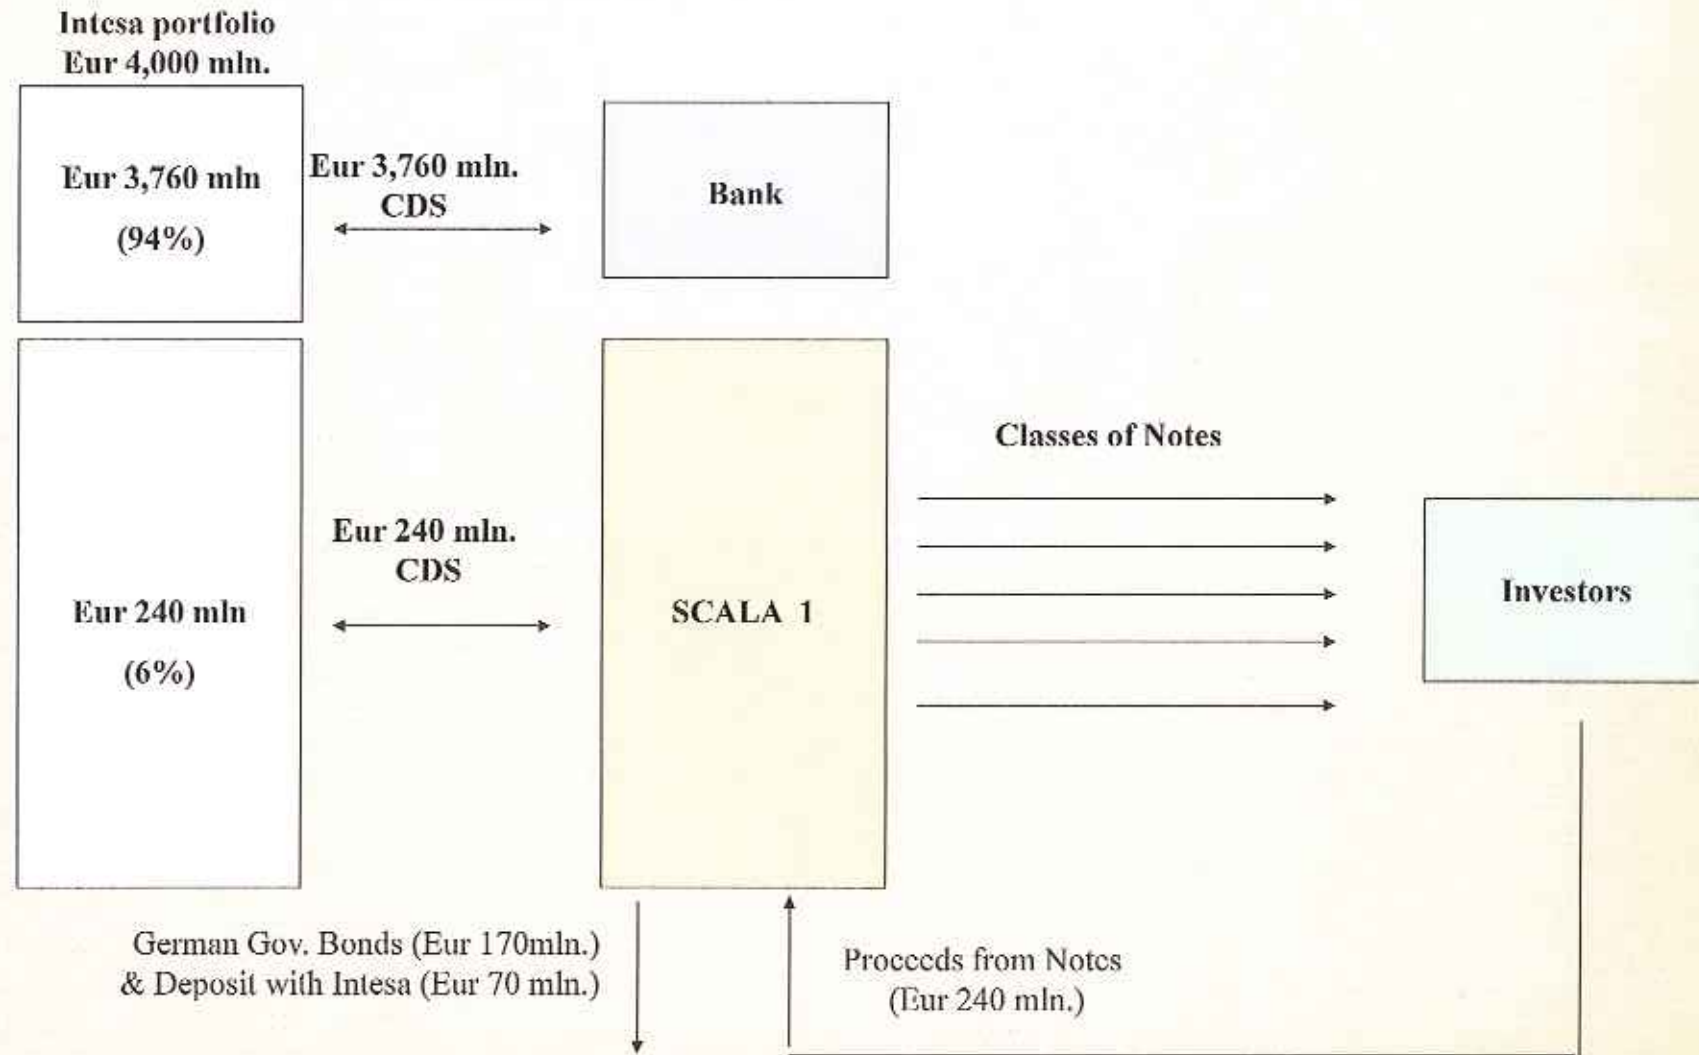 Intesa portfolio
Eur 4,000 mln.
Eur 3,760 mln
(94%)
Eur 3,760 mln.
CDS
Bank
Eur 240 mln
(6%)
Eur 240 mln.
CDS
SCALA 1
Classes of Notes
Investors
German Gov. Bonds (Eur 170mln.)
& Deposit with Intesa (Eur 70 mln.)
Proceeds from Notes
(Eur 240 mln.)